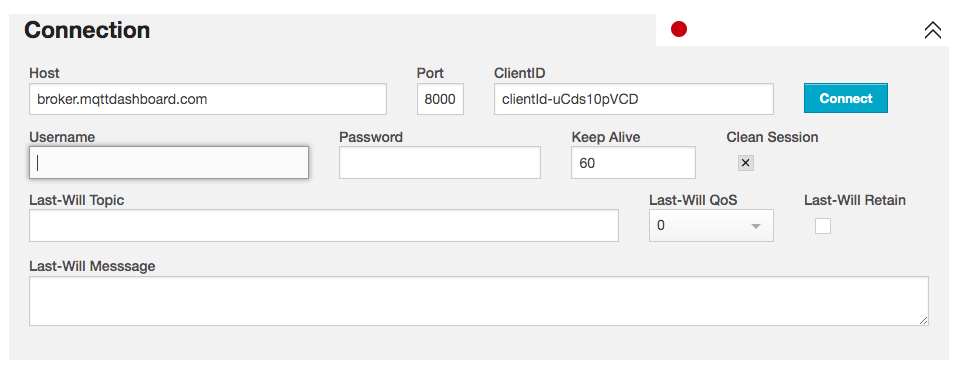 Connection
Host Port ClientID
broker.mqttdashboard.com 8000 clientId-uCds10pVCD Connect
Username Password Keep Alive Clean Session
60
Last-Will Topic Last-Will QoS Last-Will Retain
0
Last-Will Messsage